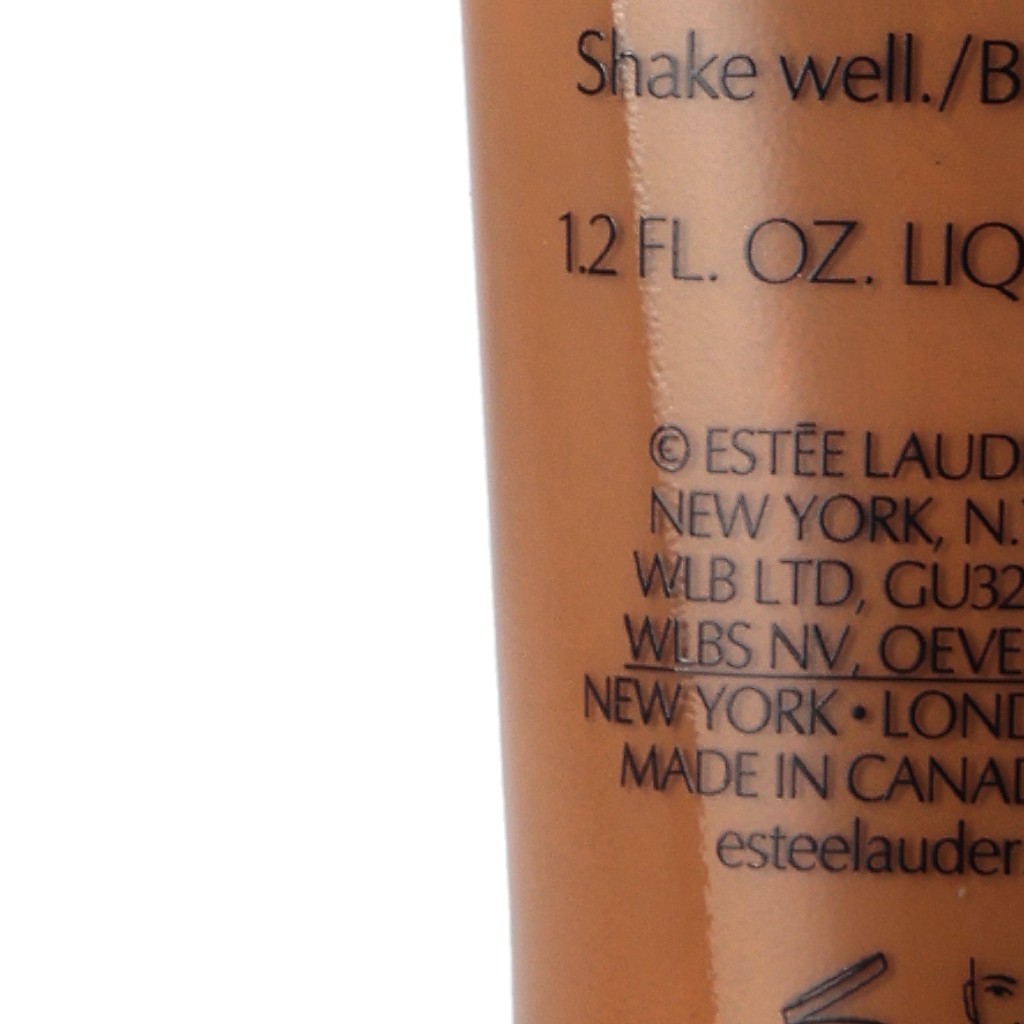 Shake well./B
1.2 FL. OZ. LIQ
© ESTĒE LAUD
NEW YORK, N.
WLB LTD, GU32
WLBS NV, OEVE
NEW YORK • LOND
MADE IN CANAD
esteelauder.